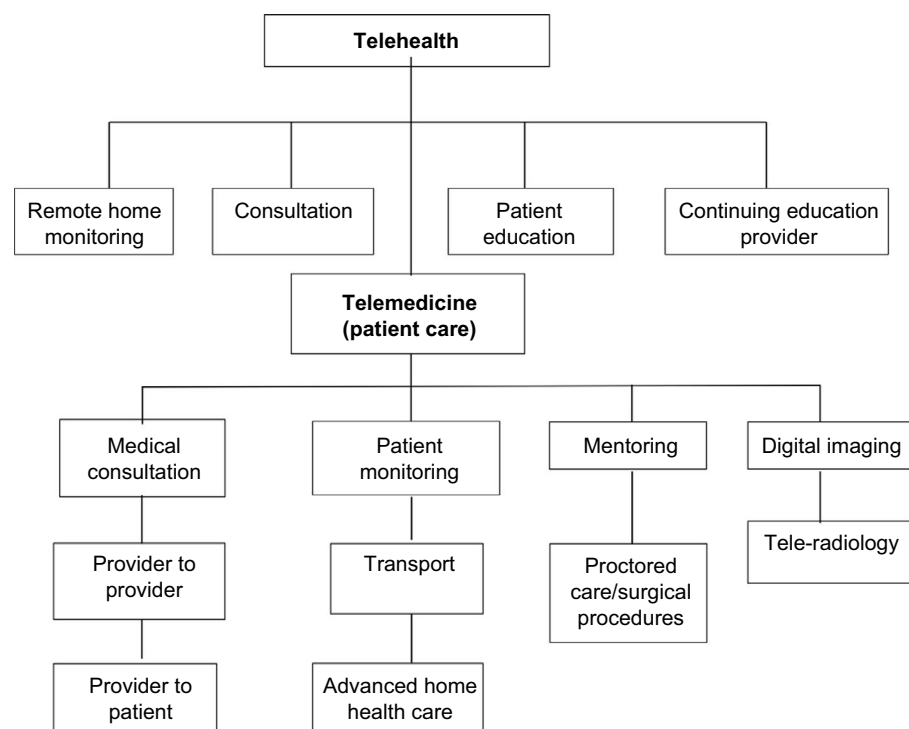 Telehealth
Remote home
monitoring
Consultation
Patient
education
Continuing education
provider
Telemedicine
(patient care)
Medical
consultation
Patient
monitoring
Mentoring
Digital imaging
Provider to
provider
Transport
Proctored
care/surgical
procedures
Tele-radiology
Provider to
patient
Advanced home
health care